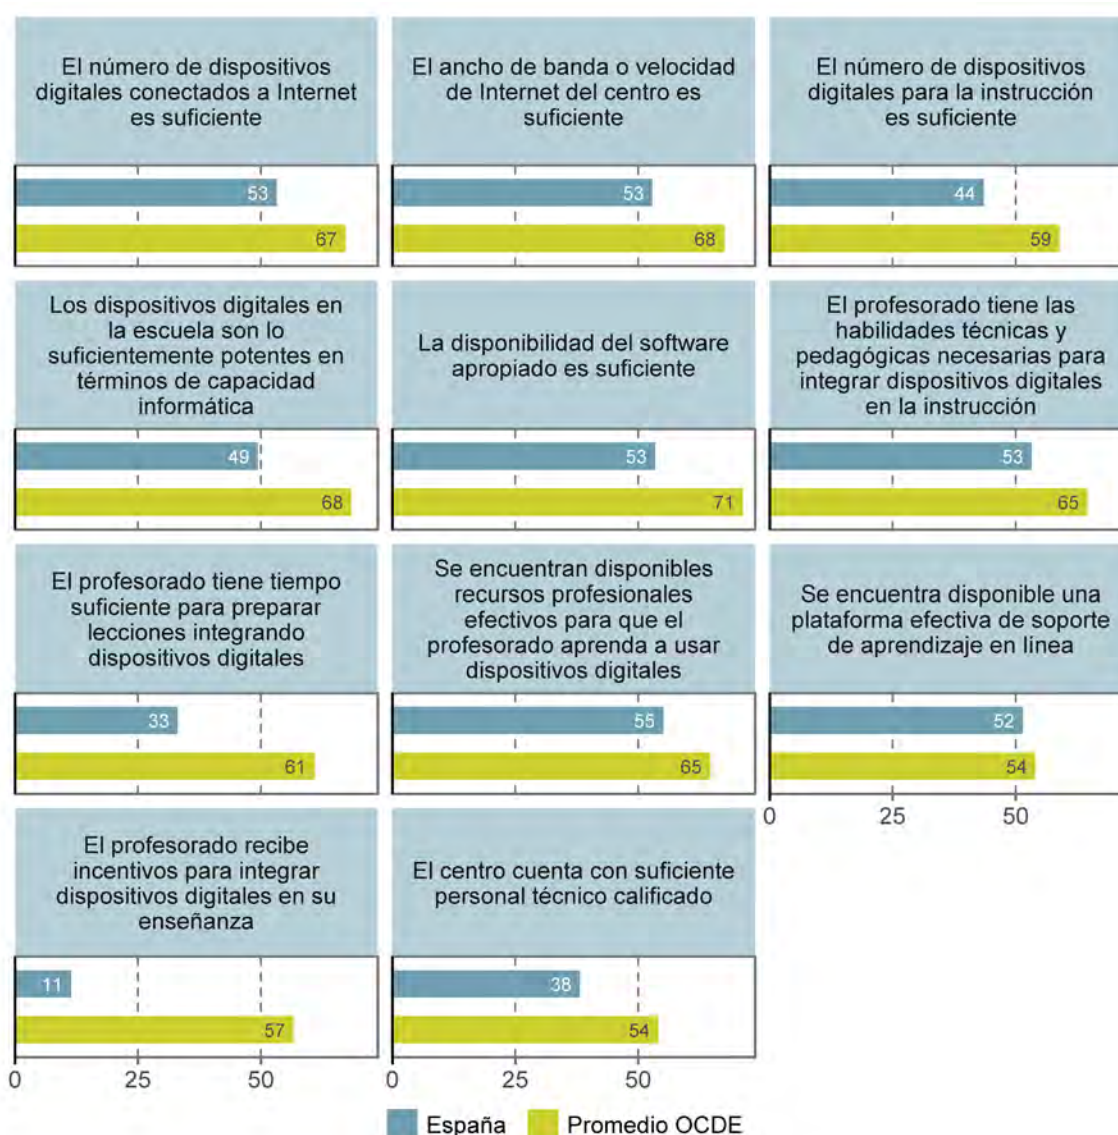 El número de dispositivos
digitales conectados a Internet
es suficiente
53
67
El ancho de banda o velocidad
de Internet del centro es
suficiente
53
68
El número de dispositivos
digitales para la instrucción
es suficiente
44
59
Los dispositivos digitales en
la escuela son lo
suficientemente potentes en
términos de capacidad
informática
49
68
La disponibilidad del software
apropiado es suficiente
53
71
El profesorado tiene las
habilidades técnicas y
pedagógicas necesarias para
integrar dispositivos digitales
en la instrucción
53
65
El profesorado tiene tiempo
suficiente para preparar
lecciones integrando
dispositivos digitales
33
61
Se encuentran disponibles
recursos profesionales
efectivos para que el
profesorado aprenda a usar
dispositivos digitales
55
65
Se encuentra disponible una
plataforma efectiva de soporte
de aprendizaje en línea
52
54
0 25 50
El profesorado recibe
incentivos para integrar
dispositivos digitales en su
enseñanza
11
57
0 25 50
El centro cuenta con suficiente
personal técnico calificado
38
54
0 25 50
España Promedio OCDE